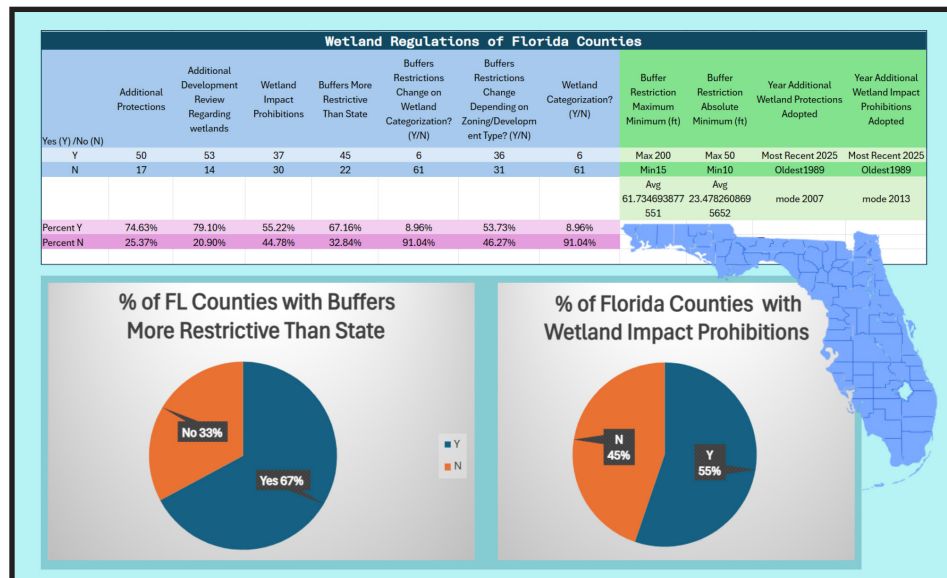 Wetland Regulations of Florida Counties
Yes (Y) /No (N)
Additional
Protections
Additional
Development
Review
Regarding
wetlands
Wetland
Impact
Prohibitions
Buffers More
Restrictive
Than State
Buffers
Restrictions
Change on
Wetland
Categorization?
(Y/N)
Buffers
Restrictions
Change
Depending on
Zoning/Developm
ent Type? (Y/N)
Wetland
Categorization?
(Y/N)
Buffer
Restriction
Maximum
Minimum (ft)
Buffer
Restriction
Absolute
Minimum (ft)
Year Additional
Wetland Protections
Adopted
Year Additional
Wetland Impact
Prohibitions
Adopted
Y 50 53 37 45 6 36 6 Max 200 Max 50 Most Recent 2025 Most Recent 2025
N 17 14 30 22 61 31 61 Min15 Min10 Oldest1989 Oldest1989
Avg
61.734693877
551
Avg
23.478260869
5652
mode 2007
mode 2013
Percent Y 74.63% 79.10% 55.22% 67.16% 8.96% 53.73% 8.96%
Percent N 25.37% 20.90% 44.78% 32.84% 91.04% 46.27% 91.04%
% of FL Counties with Buffers
More Restrictive Than State
No 33%
Yes 67%
Y
N
% of Florida Counties with
Wetland Impact Prohibitions
N
45%
Y
55%